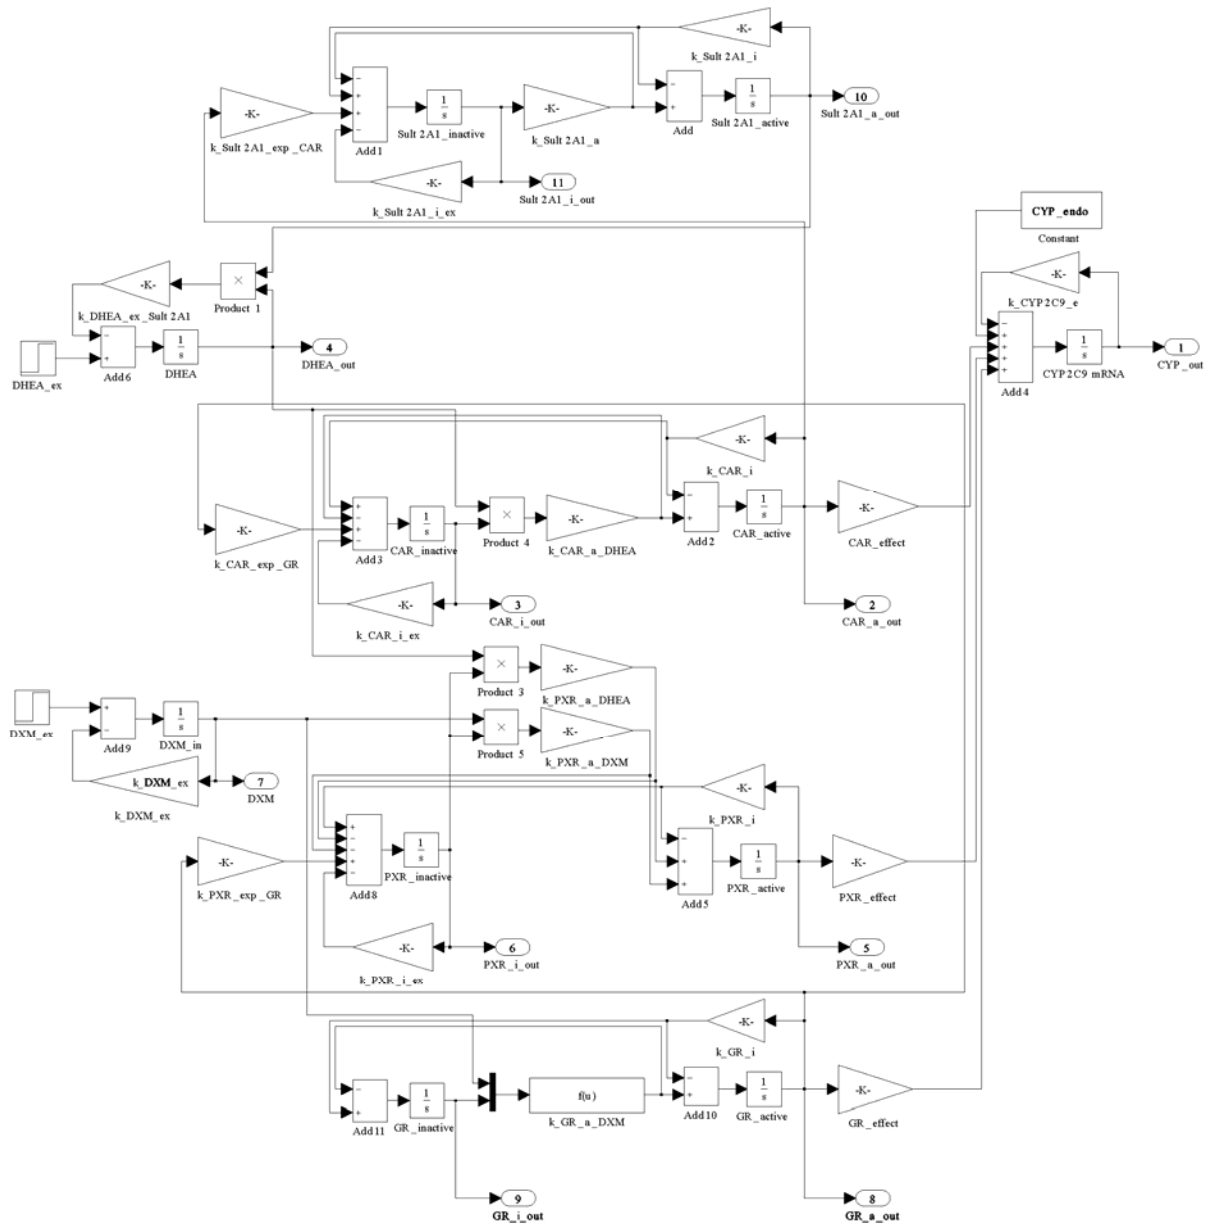 -K-
k_Sult 2A1_i
-K-
-
+
+
-
Add1
1
s
Sult 2A1_inactive
-K-
k_Sult 2A1_a
-
+
Add
1
s
Sult 2A1_active
10
Sult 2A1_a_out
-K-
k_Sult 2A1_exp_CAR
-K-
k_Sult 2A1_i_ex
11
Sult 2A1_i_out
CYP_endo
Constant
-K-
k_DHEA_ex_Sult 2A1
×
Product 1
-K-
k_CYP2C9_e
DHEA_ex
-
+
Add6
1
s
DHEA
4
DHEA_out
-
+
+
+
+
Add4
1
s
CYP2C9 mRNA
1
CYP_out
-K-
k_CAR_i
-K-
k_CAR_exp_GR
+
-
+
-
Add3
1
s
CAR_inactive
×
Product 4
-K-
k_CAR_a_DHEA
-
+
Add2
1
s
CAR_active
-K-
CAR_effect
-K-
k_CAR_i_ex
3
CAR_i_out
2
CAR_a_out
×
Product 3
-K-
k_PXR_a_DHEA
DXM_ex
+
-
Add9
1
s
DXM_in
×
Product 5
-K-
k_PXR_a_DXM
k_DXM_ex
k_DXM_ex
7
DXM
-K-
k_PXR_i
-K-
k_PXR_exp_GR
+
-
-
+
-
Add8
1
s
PXR_inactive
-
+
+
Add5
1
s
PXR_active
-K-
PXR_effect
-K-
k_PXR_i_ex
6
PXR_i_out
5
PXR_a_out
-K-
k_GR_i
-
+
Add11
1
s
GR_inactive
f(u)
k_GR_a_DXM
-
+
Add10
1
s
GR_active
-K-
GR_effect
9
GR_i_out
8
GR_a_out